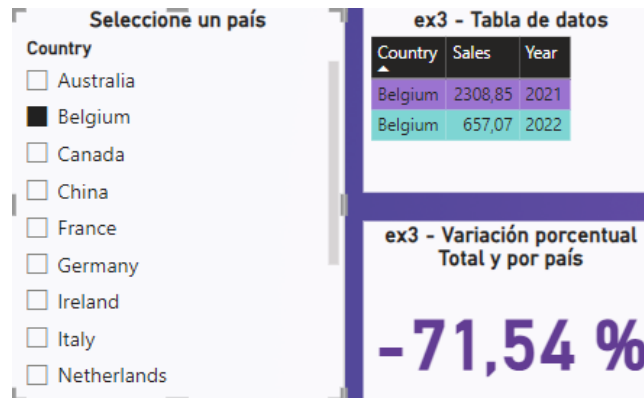 Seleccione un país
Country
Australia
Belgium
Canada
China
France
Germany
Ireland
Italy
Netherlands
ex3 - Tabla de datos
Country Sales Year
Belgium 2308,85 2021
Belgium 657,07 2022
ex3 - Variación porcentual
Total y por país
-71,54 %